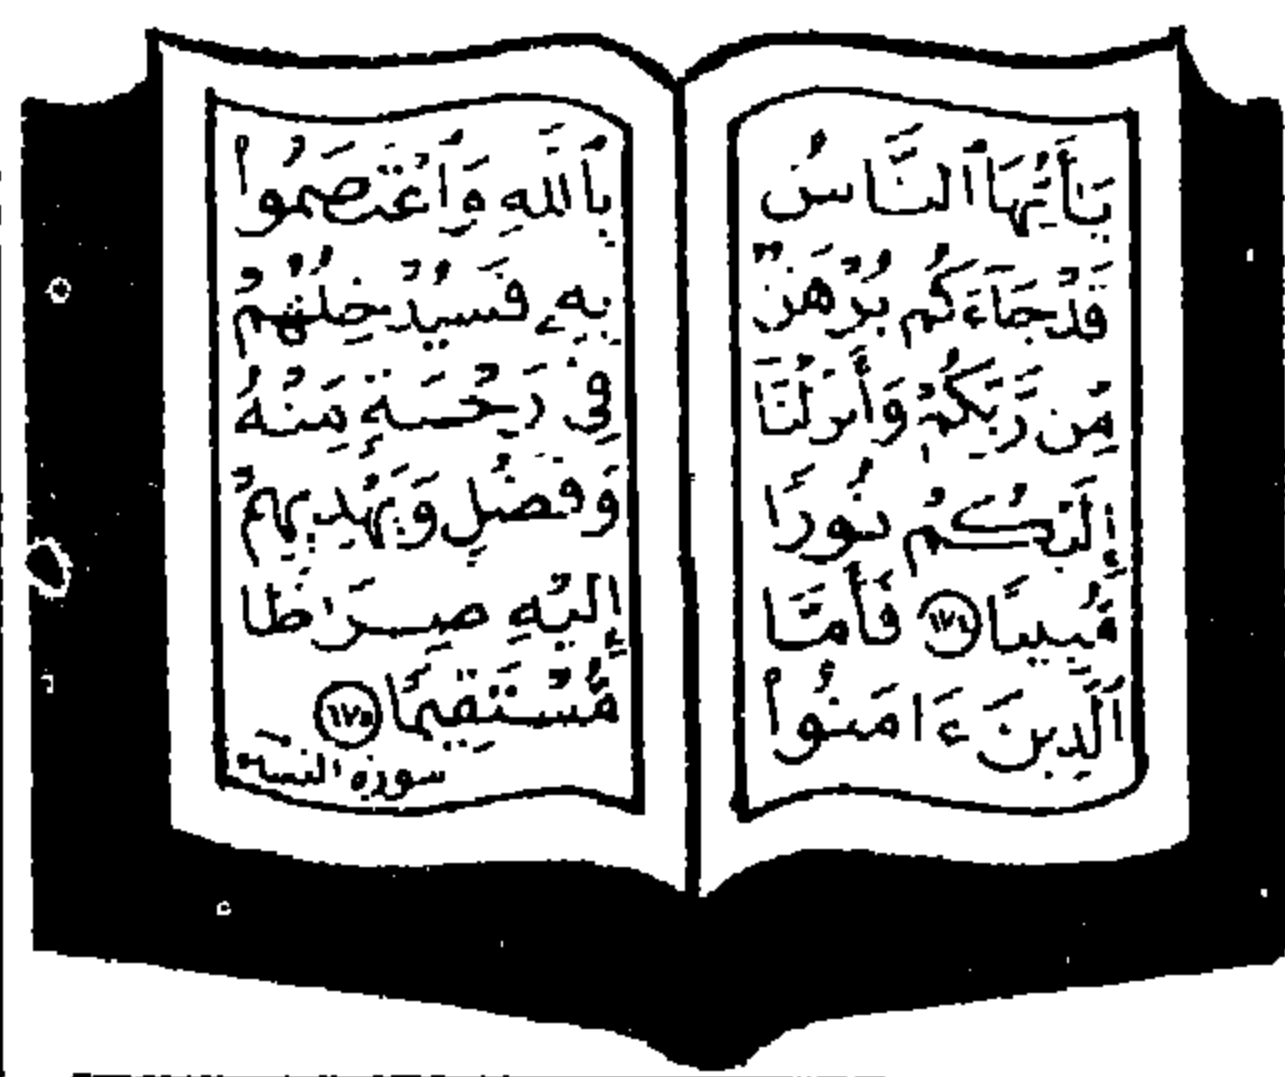 يَٰٓأَيُّهَا ٱلنَّاسُ
قَدْ جَآءَكُم بُرْهَٰنٌ
مِّن رَّبِّكُمْ وَأَنزَلْنَآ
إِلَيْكُمْ نُورًا
مُّبِينًا ١٧٤ فَأَمَّا
ٱلَّذِينَ ءَامَنُوا۟
بِٱللَّهِ وَٱعْتَصَمُوا۟
بِهِۦ فَسَيُدْخِلُهُمْ
فِى رَحْمَةٍ مِّنْهُ
وَفَضْلٍ وَيَهْدِيهِمْ
إِلَيْهِ صِرَٰطًا
مُّسْتَقِيمًا ١٧٥
سورة النساء